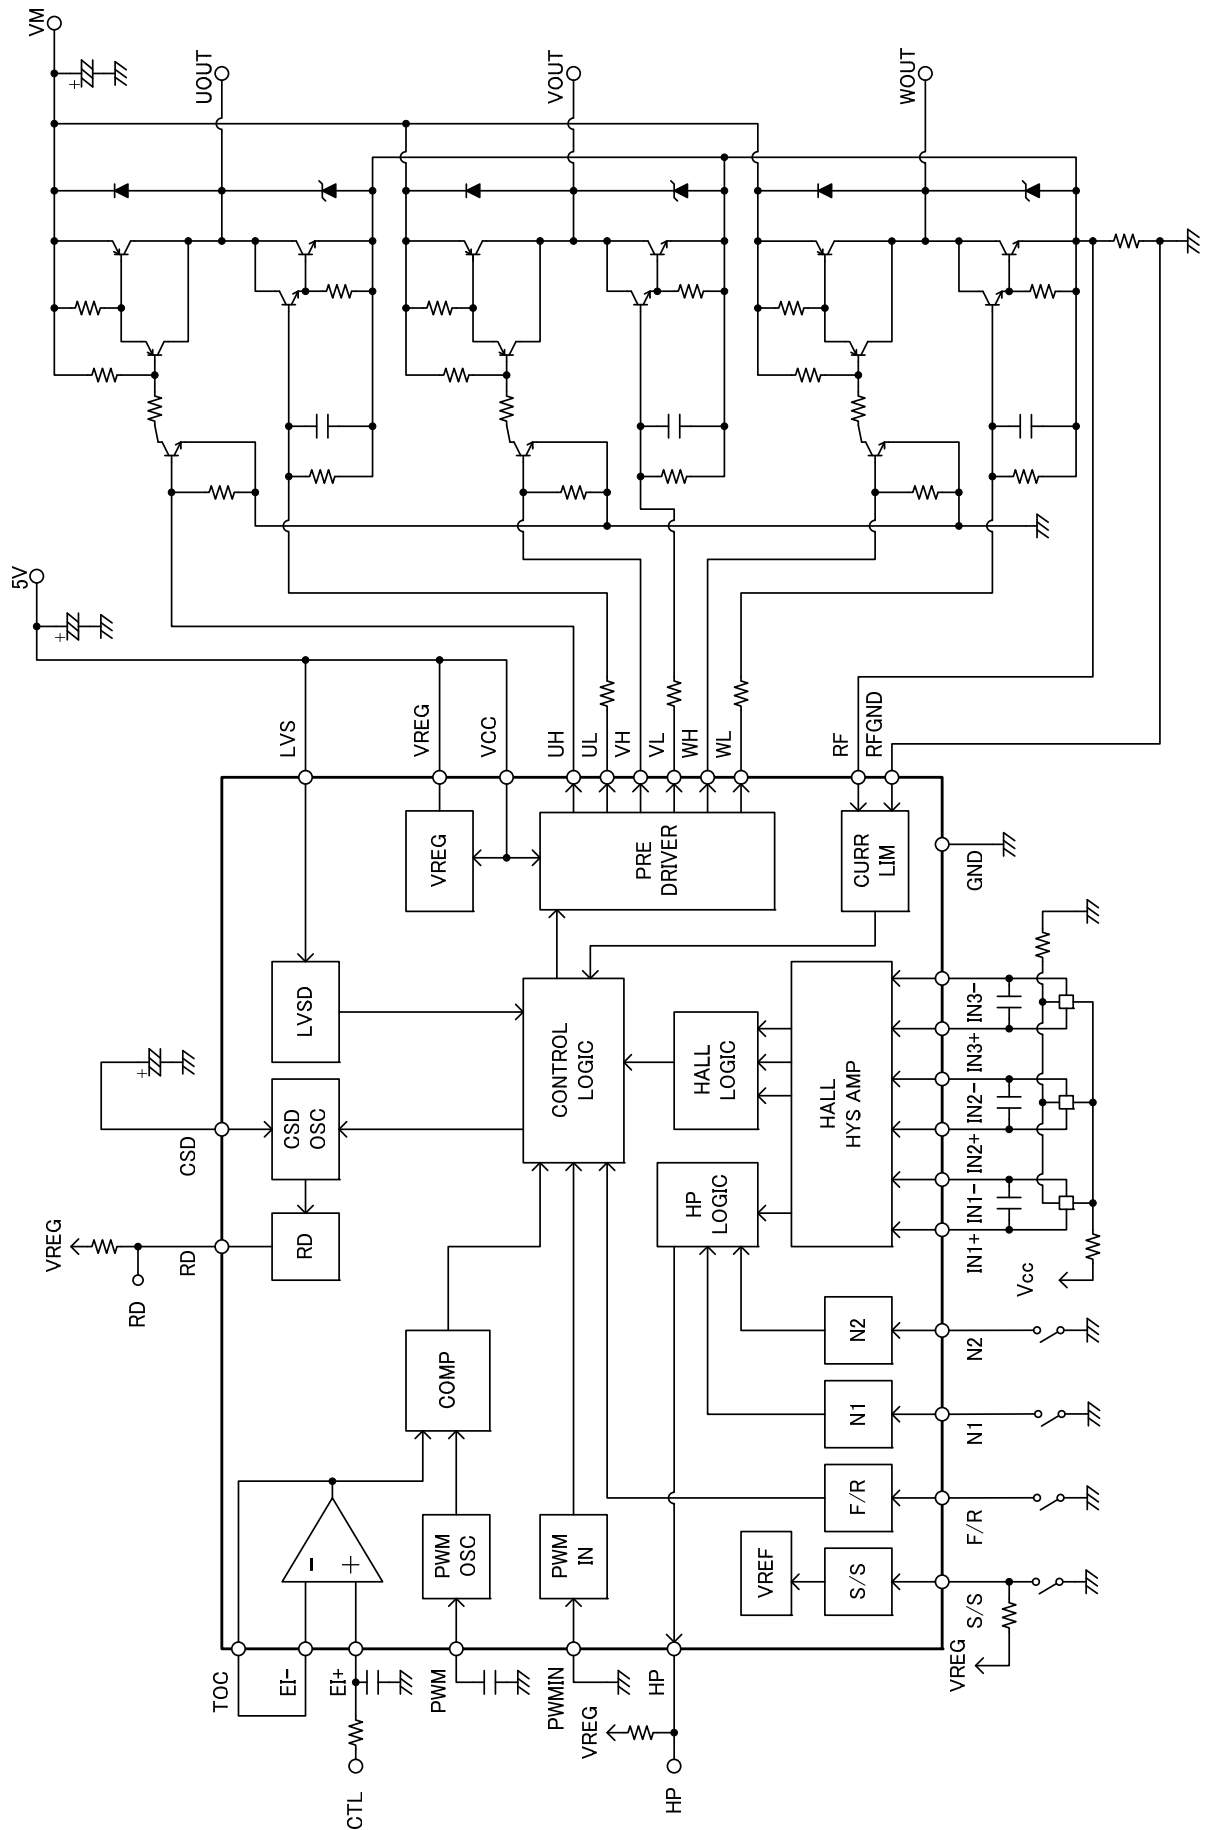 VM
UOUT
VOUT
WOUT
5V
+
+
LVS
VREG
VCC
UH
UL
VH
VL
WH
WL
RF
RFGND
VREG
PRE
DRIVER
CURR
LIM
GND
LVSD
CONTROL
LOGIC
HALL
LOGIC
HALL
HYS AMP
IN3-
IN3+
IN2-
IN2+
IN1-
IN1+
Vcc
+
CSD
CSD
OSC
HP
LOGIC
VREG
RD
RD
RD
COMP
N2
N2
N1
N1
F/R
F/R
S/S
S/S
VREF
VREG
-
+
PWM
OSC
PWM
IN
TOC
EI-
EI+
PWM
PWMIN
HP
VREG
CTL
HP